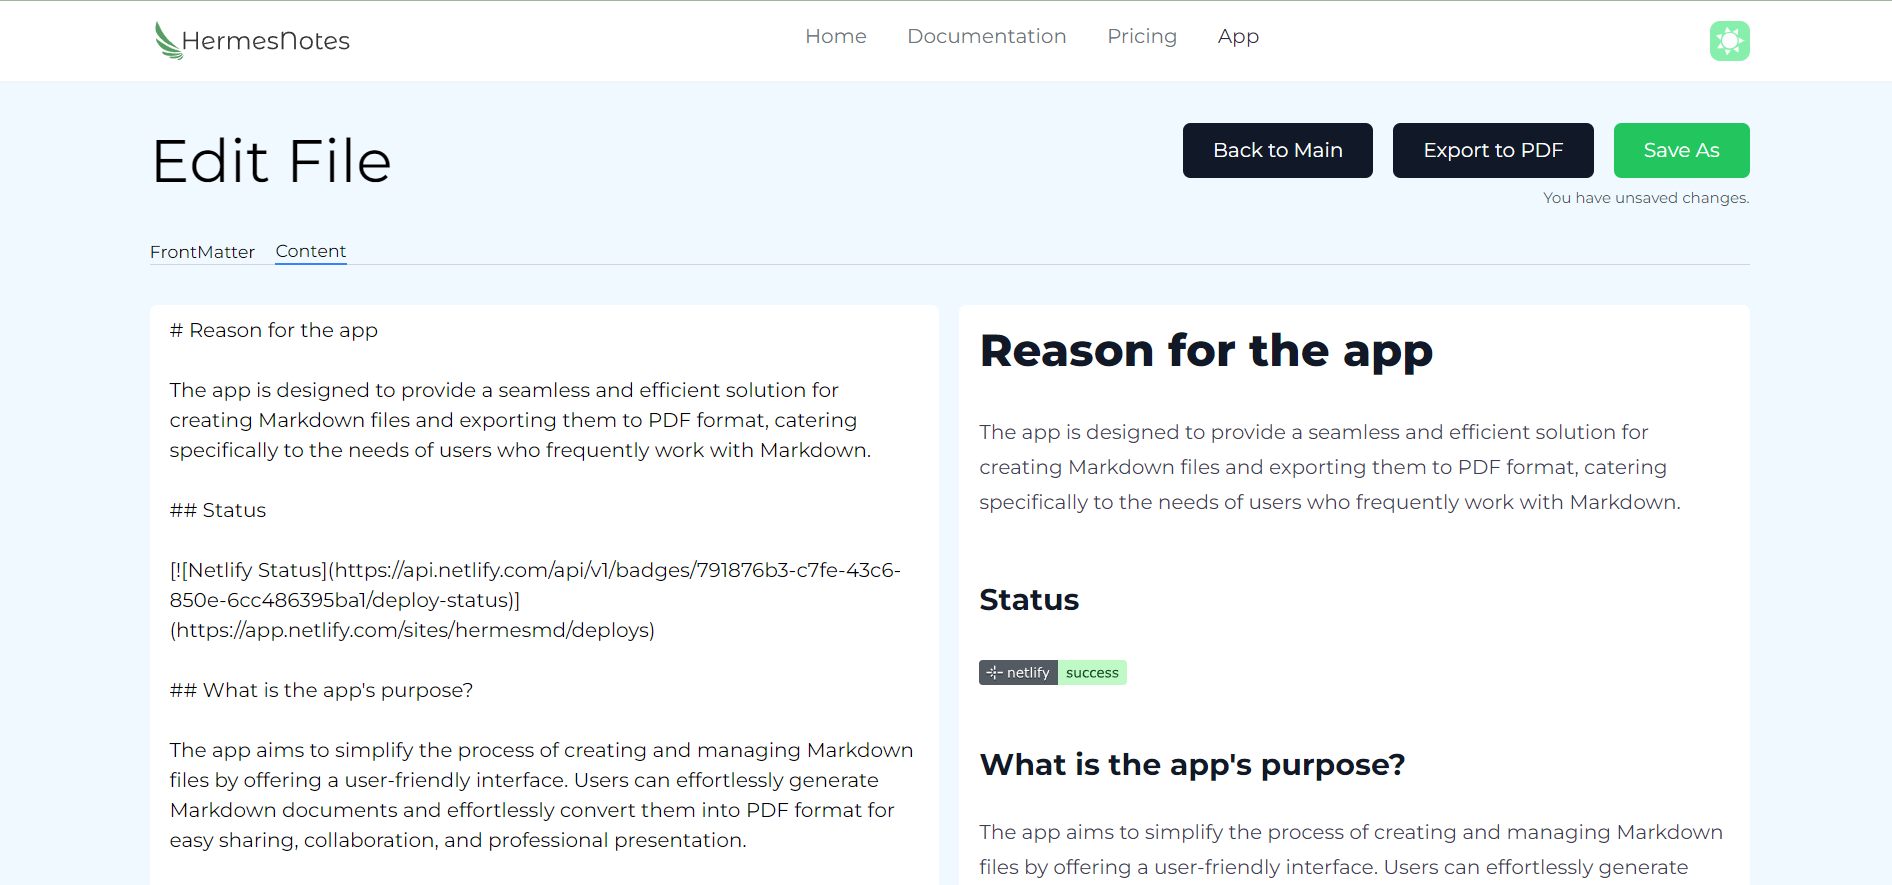 HermesNotes
Home Documentation Pricing App
Edit File
Back to Main Export to PDF Save As
You have unsaved changes.
FrontMatter Content
# Reason for the app
The app is designed to provide a seamless and efficient solution for
creating Markdown files and exporting them to PDF format, catering
specifically to the needs of users who frequently work with Markdown.
## Status
[![Netlify Status](https://api.netlify.com/api/v1/badges/791876b3-c7fe-43c6-
850e-6cc486395ba1/deploy-status)]
(https://app.netlify.com/sites/hermesmd/deploys)
## What is the app's purpose?
The app aims to simplify the process of creating and managing Markdown
files by offering a user-friendly interface. Users can effortlessly generate
Markdown documents and effortlessly convert them into PDF format for
easy sharing, collaboration, and professional presentation.
Reason for the app
The app is designed to provide a seamless and efficient solution for
creating Markdown files and exporting them to PDF format, catering
specifically to the needs of users who frequently work with Markdown.
Status
netlify success
What is the app's purpose?
The app aims to simplify the process of creating and managing Markdown
files by offering a user-friendly interface. Users can effortlessly generate